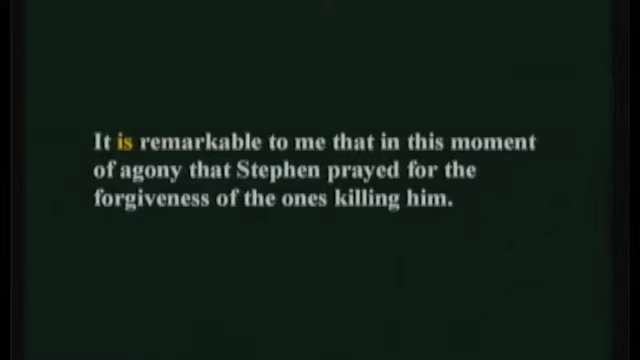 It is remarkable to me that in this moment
of agony that Stephen prayed for the
forgiveness of the ones killing him.